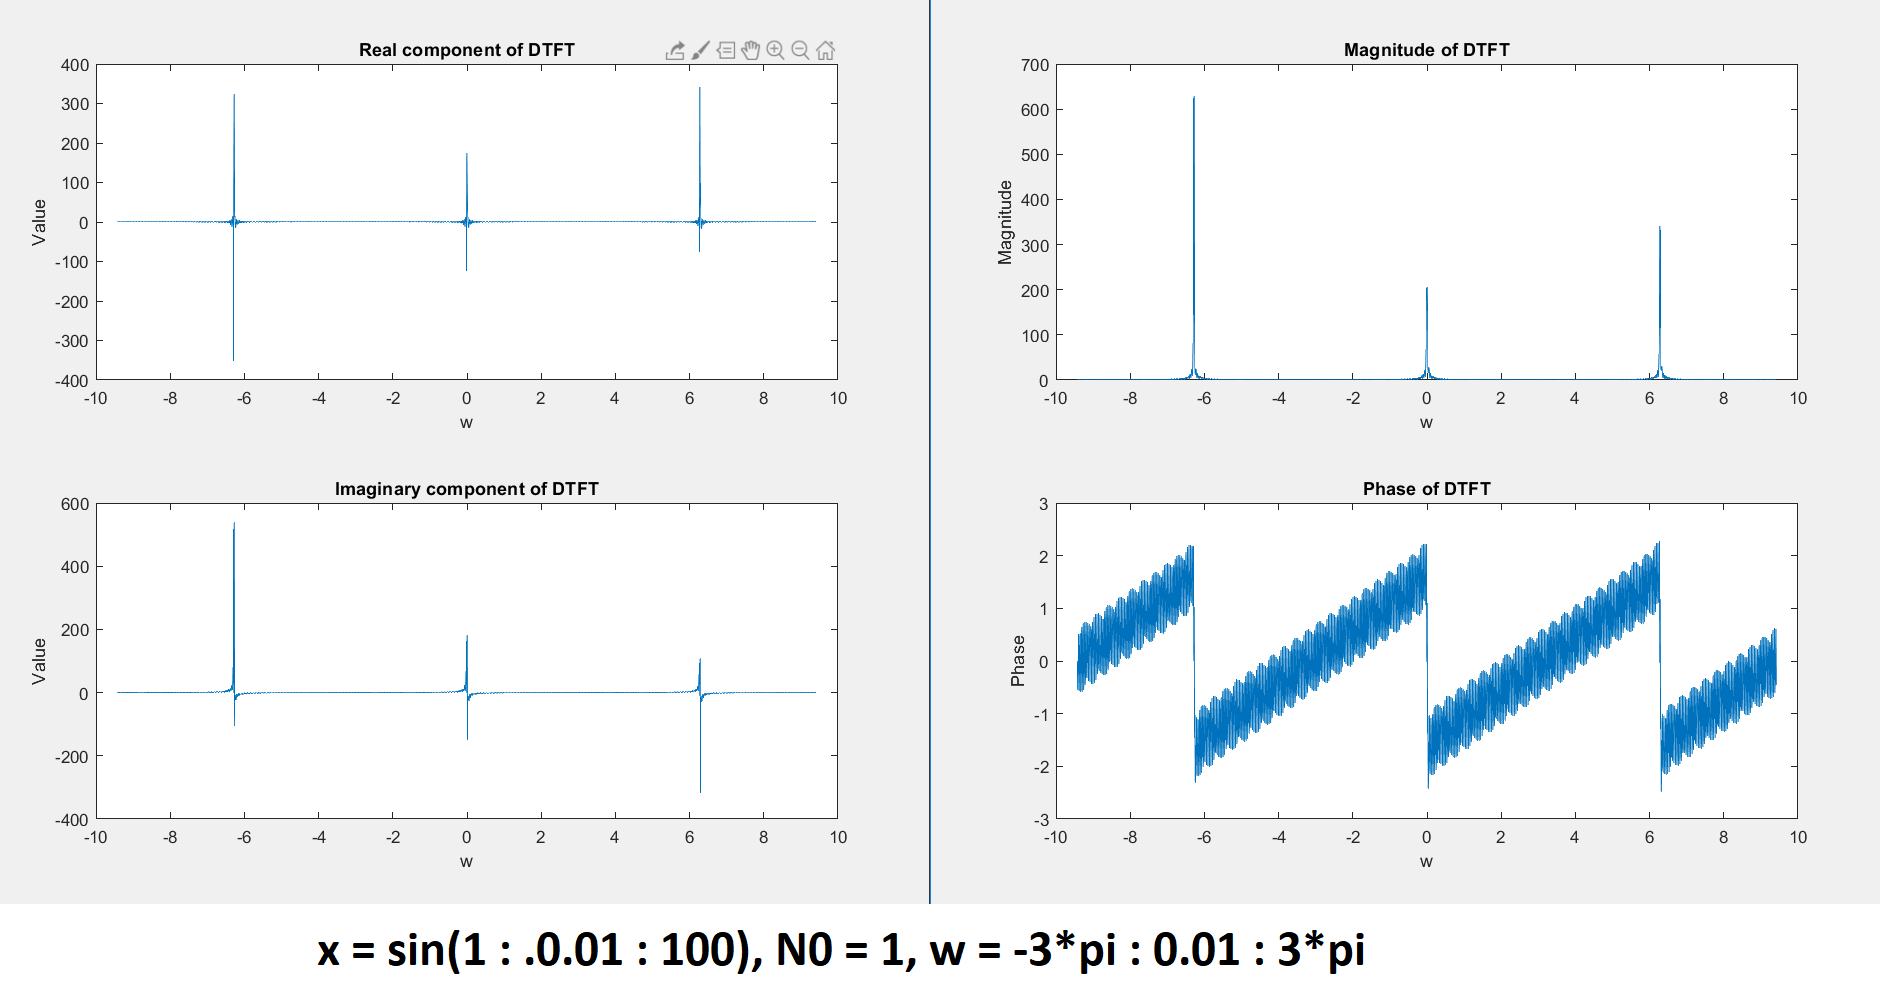 Real component of DTFT
400
300
200
100
0
-100
-200
-300
-400
Value
-10 -8 -6 -4 -2 0 2 4 6 8 10
w
Imaginary component of DTFT
600
400
200
0
-200
-400
Value
-10 -8 -6 -4 -2 0 2 4 6 8 10
w
Magnitude of DTFT
700
600
500
400
300
200
100
0
Magnitude
-10 -8 -6 -4 -2 0 2 4 6 8 10
w
Phase of DTFT
3
2
1
0
-1
-2
-3
Phase
-10 -8 -6 -4 -2 0 2 4 6 8 10
w
x = sin(1 : .0.01 : 100), N0 = 1, w = -3*pi : 0.01 : 3*pi